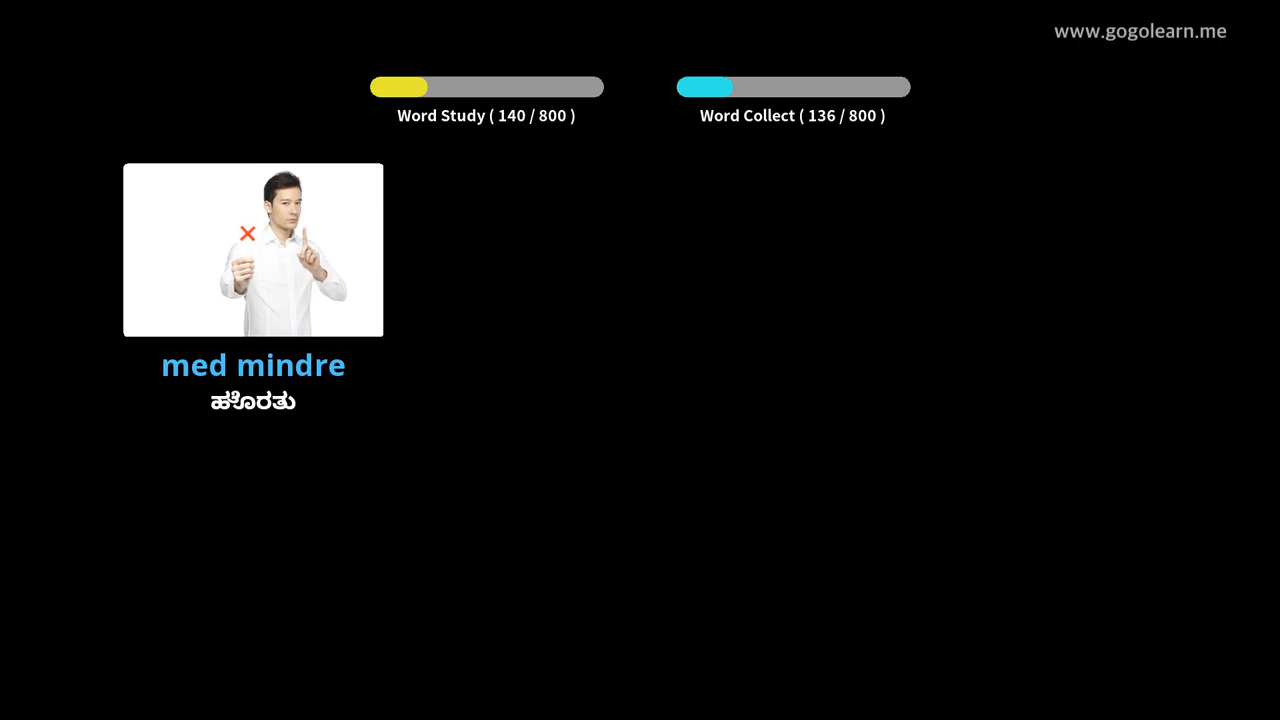 www.gogolearn.me
Word Study ( 140 / 800 )
Word Collect ( 136 / 800 )
med mindre
ಹೊರತು